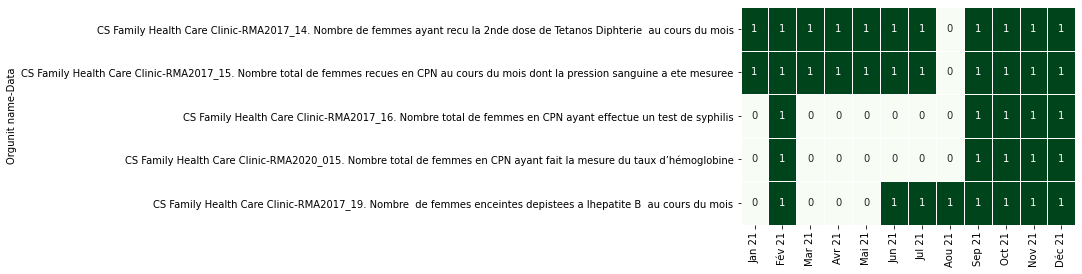 CS Family Health Care Clinic-RMA2017_14. Nombre de femmes ayant recu la 2nde dose de Tetanos Diphterie  au cours du mois
1 1 1 1 1 1 1 0 1 1 1 1
CS Family Health Care Clinic-RMA2017_15. Nombre total de femmes recues en CPN au cours du mois dont la pression sanguine a ete mesuree
1 1 1 1 1 1 1 0 1 1 1 1
CS Family Health Care Clinic-RMA2017_16. Nombre total de femmes en CPN ayant effectue un test de syphilis
0 1 0 0 0 0 0 0 1 1 1 1
CS Family Health Care Clinic-RMA2020_015. Nombre total de femmes en CPN ayant fait la mesure du taux d’hémoglobine
0 1 0 0 0 0 0 0 1 1 1 1
CS Family Health Care Clinic-RMA2017_19. Nombre  de femmes enceintes depistees a lhepatite B  au cours du mois
0 1 0 0 0 1 1 1 1 1 1 1
Orgunit name-Data
Jan 21
Fév 21
Mar 21
Avr 21
Mai 21
Jun 21
Jul 21
Aou 21
Sep 21
Oct 21
Nov 21
Déc 21